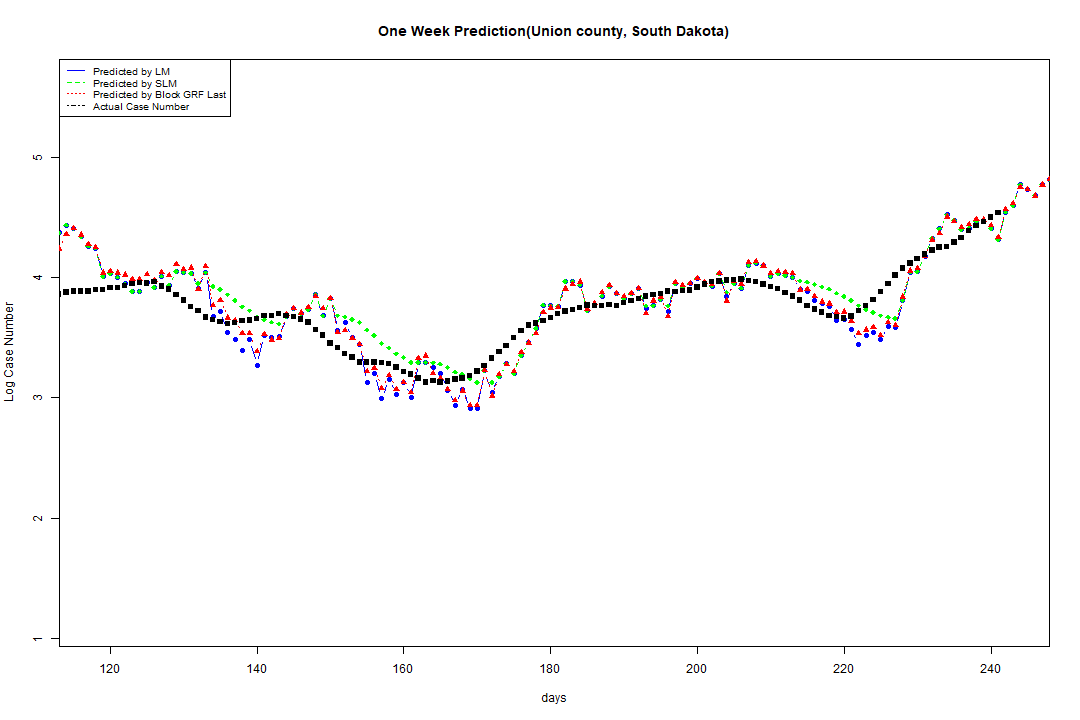 One Week Prediction(Union county, South Dakota)
Predicted by LM
Predicted by SLM
Predicted by Block GRF Last
Actual Case Number
5
4
3
2
1
Log Case Number
120 140 160 180 200 220 240
days